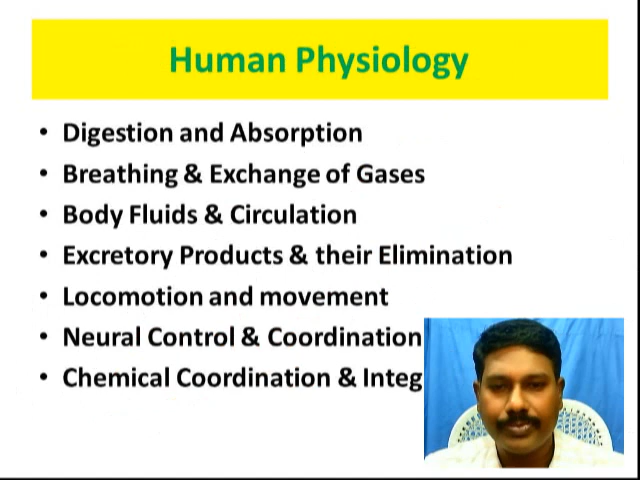 Human Physiology
• Digestion and Absorption
• Breathing & Exchange of Gases
• Body Fluids & Circulation
• Excretory Products & their Elimination
• Locomotion and movement
• Neural Control & Coordination
• Chemical Coordination & Integ